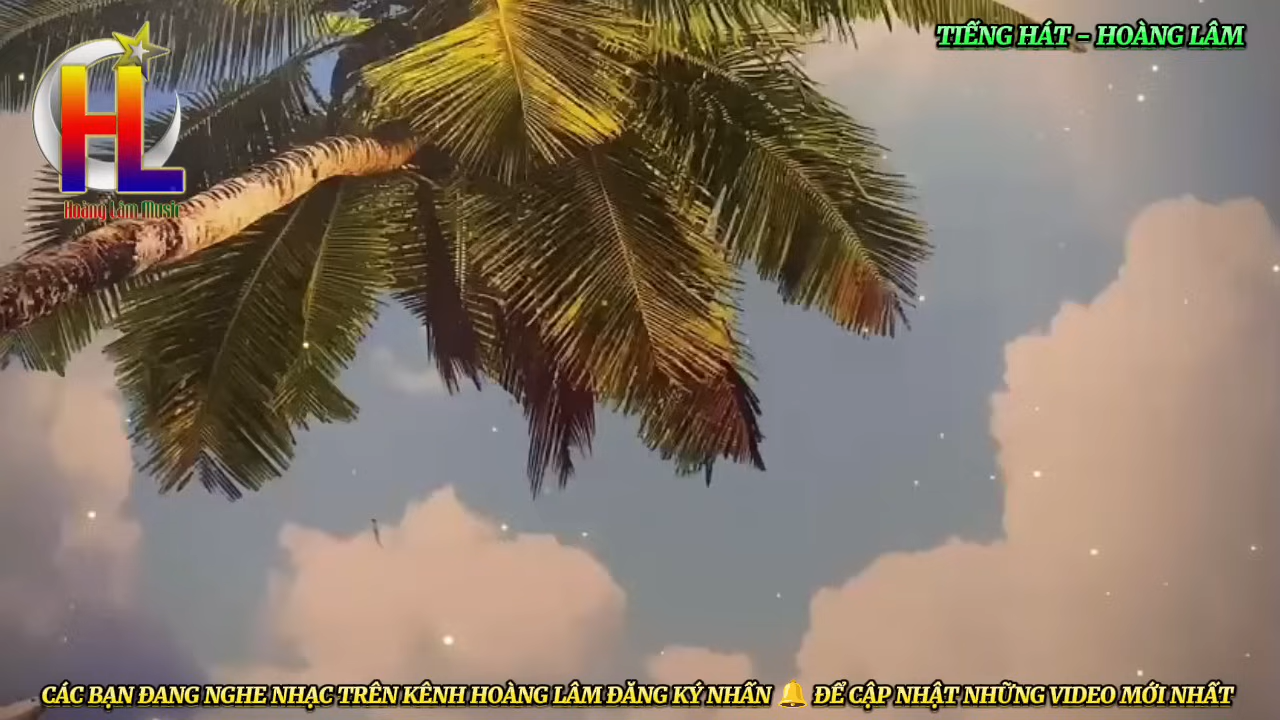 TIẾNG HÁT - HOÀNG LÂM
HL
Hoàng Lâm Music
CÁC BẠN ĐANG NGHE NHẠC TRÊN KÊNH HOÀNG LÂM ĐĂNG KÝ NHẤN 🔔 ĐỂ CẬP NHẬT NHỮNG VIDEO MỚI NHẤT